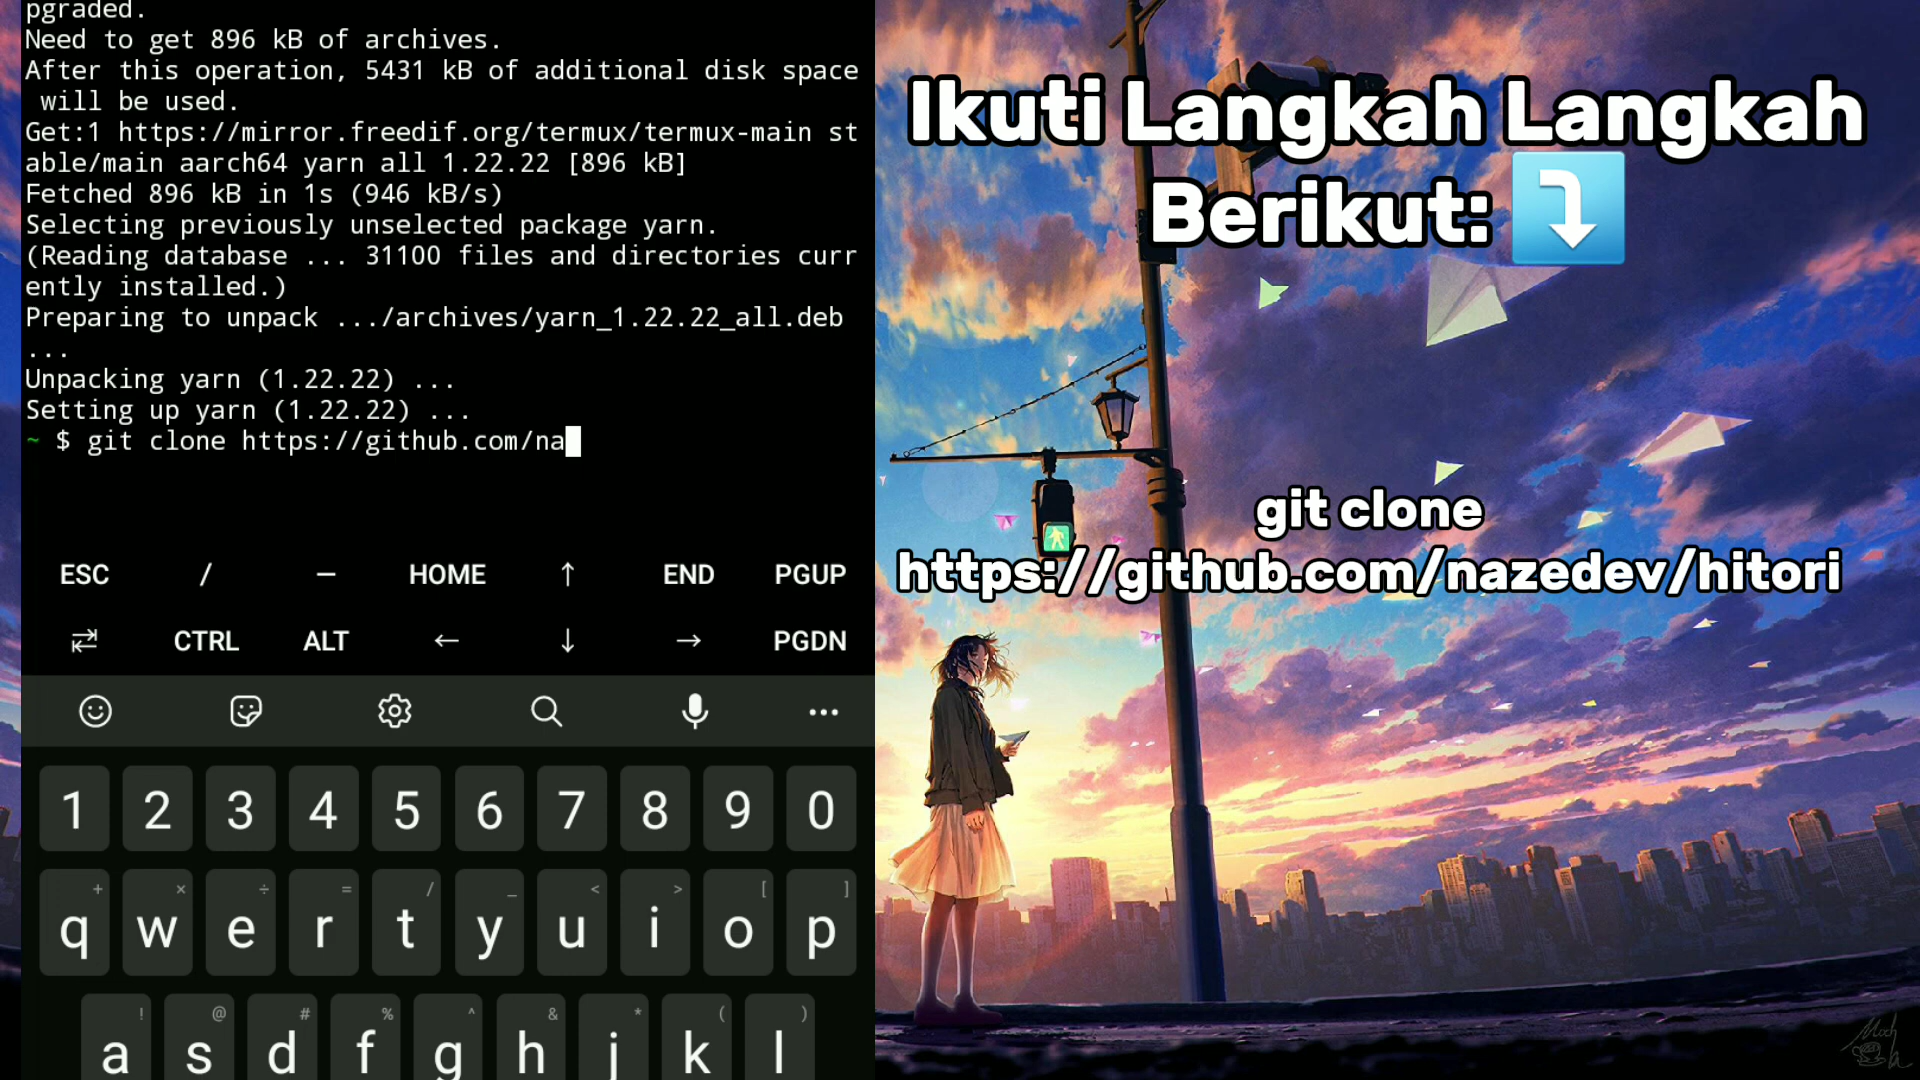 pgraded.
Need to get 896 kB of archives.
After this operation, 5431 kB of additional disk space
will be used.
Get:1 https://mirror.freedif.org/termux/termux-main st
able/main aarch64 yarn all 1.22.22 [896 kB]
Fetched 896 kB in 1s (946 kB/s)
Selecting previously unselected package yarn.
(Reading database ... 31100 files and directories curr
ently installed.)
Preparing to unpack .../archives/yarn_1.22.22_all.deb
...
Unpacking yarn (1.22.22) ...
Setting up yarn (1.22.22) ...
~ $ git clone https://github.com/na
ESC / — HOME ↑ END PGUP
⇄ CTRL ALT ← ↓ → PGDN
1 2 3 4 5 6 7 8 9 0
+ × ÷ = / _ < > [ ]
q w e r t y u i o p
! @ # % ^ & * ( )
a s d f g h j k l
Ikuti Langkah Langkah
Berikut: ⤵️
git clone
https://github.com/nazedev/hitori